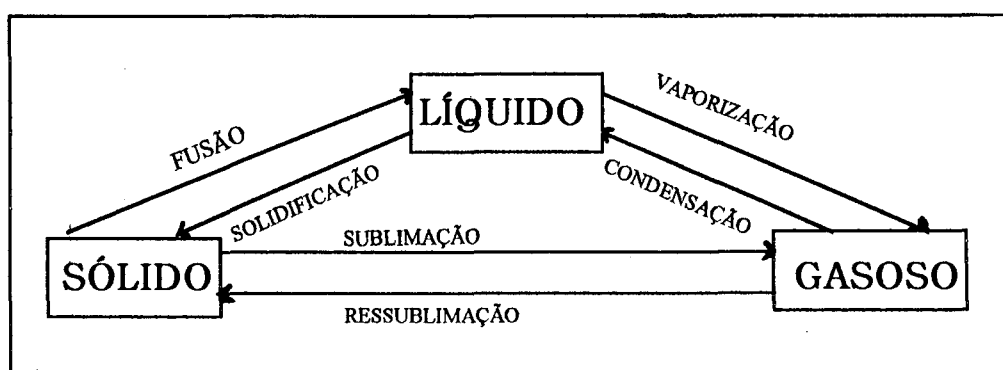 LÍQUIDO
VAPORIZAÇÃO
FUSÃO
SOLIDIFICAÇÃO
CONDENSAÇÃO
SUBLIMAÇÃO
SÓLIDO
GASOSO
RESSUBLIMAÇÃO